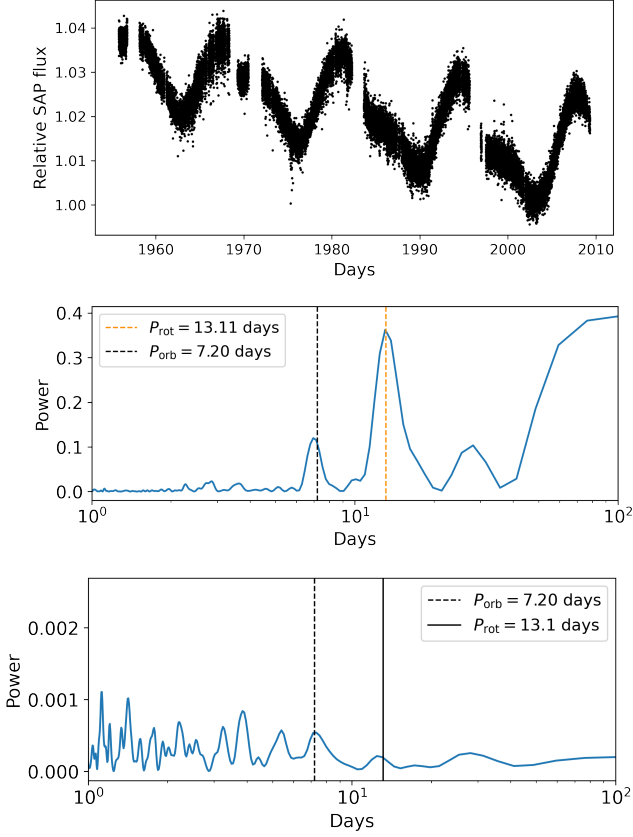 1.04
1.03
1.02
1.01
1.00
Relative SAP flux
1960 1970 1980 1990 2000 2010
Days
0.4
0.3
0.2
0.1
0.0
Power
P_rot = 13.11 days
P_orb = 7.20 days
10^0 10^1 10^2
Days
0.002
0.001
0.000
Power
P_orb = 7.20 days
P_rot = 13.1 days
10^0 10^1 10^2
Days